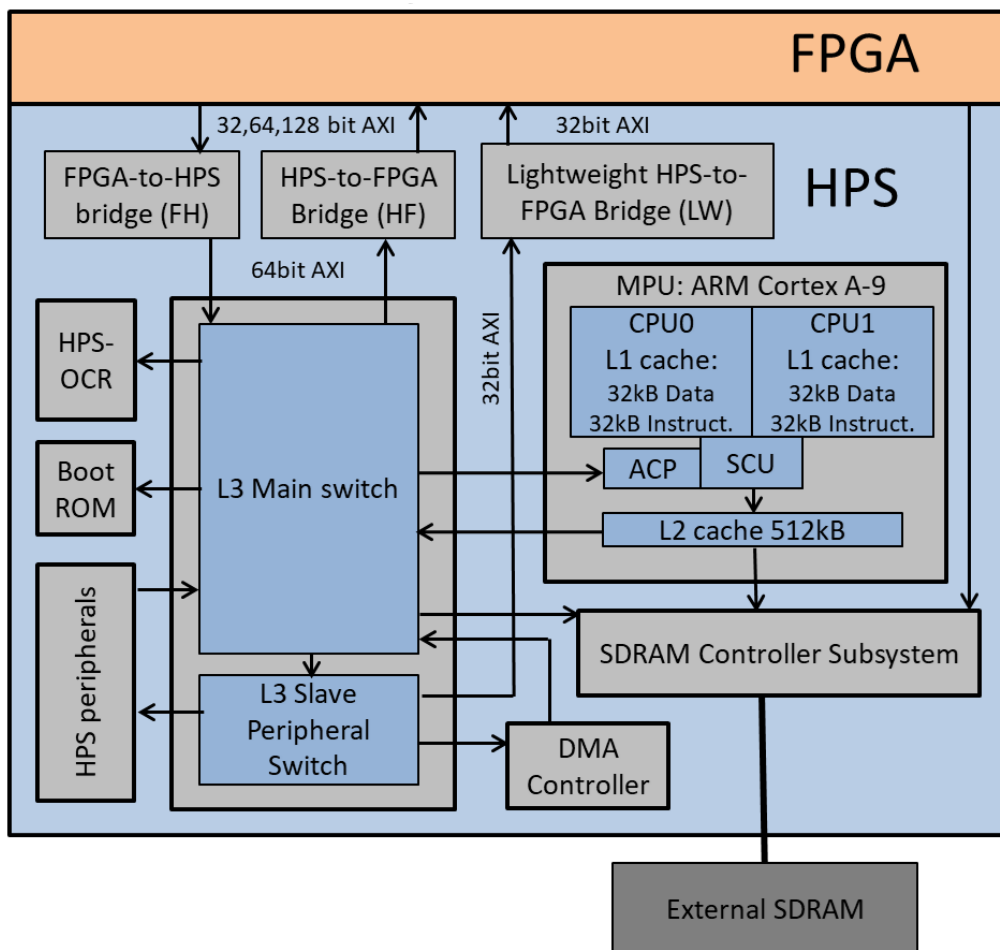 FPGA
32,64,128 bit AXI
32bit AXI
FPGA-to-HPS
bridge (FH)
HPS-to-FPGA
Bridge (HF)
Lightweight HPS-to-
FPGA Bridge (LW)
HPS
64bit AXI
32bit AXI
MPU: ARM Cortex A-9
CPU0
L1 cache:
32kB Data
32kB Instruct.
CPU1
L1 cache:
32kB Data
32kB Instruct.
HPS-
OCR
Boot
ROM
L3 Main switch
ACP
SCU
L2 cache 512kB
HPS peripherals
SDRAM Controller Subsystem
L3 Slave
Peripheral
Switch
DMA
Controller
External SDRAM